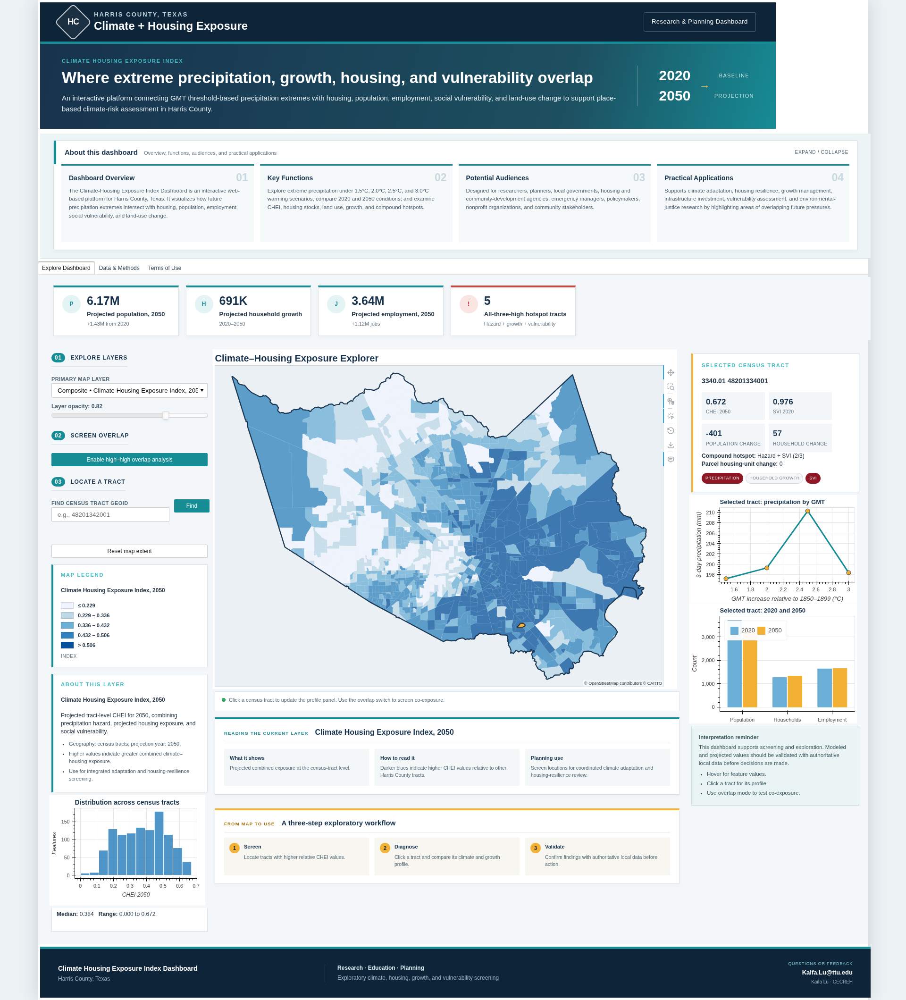 HC
HARRIS COUNTY, TEXAS
Climate + Housing Exposure
Research & Planning Dashboard
CLIMATE HOUSING EXPOSURE INDEX
Where extreme precipitation, growth, housing, and vulnerability overlap
An interactive platform connecting GMT threshold-based precipitation extremes with housing, population, employment, social vulnerability, and land-use change to support place-
based climate-risk assessment in Harris County.
2020
BASELINE
→
2050
PROJECTION
About this dashboard
Overview, functions, audiences, and practical applications
EXPAND / COLLAPSE
Dashboard Overview
01
The Climate-Housing Exposure Index Dashboard is an interactive web-
based platform for Harris County, Texas. It visualizes how future
precipitation extremes intersect with housing, population, employment,
social vulnerability, and land-use change.
Key Functions
02
Explore extreme precipitation under 1.5°C, 2.0°C, 2.5°C, and 3.0°C
warming scenarios; compare 2020 and 2050 conditions; and examine
CHEI, housing stocks, land use, growth, and compound hotspots.
Potential Audiences
03
Designed for researchers, planners, local governments, housing and
community-development agencies, emergency managers, policymakers,
nonprofit organizations, and community stakeholders.
Practical Applications
04
Supports climate adaptation, housing resilience, growth management,
infrastructure investment, vulnerability assessment, and environmental-
justice research by highlighting areas of overlapping future pressures.
Explore Dashboard
Data & Methods
Terms of Use
P
6.17M
Projected population, 2050
+1.43M from 2020
H
691K
Projected household growth
2020–2050
J
3.64M
Projected employment, 2050
+1.12M jobs
!
5
All-three-high hotspot tracts
Hazard + growth + vulnerability
01 EXPLORE LAYERS
PRIMARY MAP LAYER
Composite • Climate Housing Exposure Index, 205
Layer opacity: 0.82
02 SCREEN OVERLAP
Enable high–high overlap analysis
03 LOCATE A TRACT
FIND CENSUS TRACT GEOID
e.g., 48201342001
Find
Reset map extent
MAP LEGEND
Climate Housing Exposure Index, 2050
≤ 0.229
0.229 – 0.336
0.336 – 0.432
0.432 – 0.506
> 0.506
INDEX
ABOUT THIS LAYER
Climate Housing Exposure Index, 2050
Projected tract-level CHEI for 2050, combining
precipitation hazard, projected housing exposure, and
social vulnerability.
• Geography: census tracts; projection year: 2050.
• Higher values indicate greater combined climate–
housing exposure.
• Use for integrated adaptation and housing-resilience
screening.
Distribution across census tracts
Features
150
100
50
0
0 0.1 0.2 0.3 0.4 0.5 0.6 0.7
CHEI 2050
Median: 0.384 Range: 0.000 to 0.672
Climate–Housing Exposure Explorer
© OpenStreetMap contributors © CARTO
Click a census tract to update the profile panel. Use the overlap switch to screen co-exposure.
READING THE CURRENT LAYER Climate Housing Exposure Index, 2050
What it shows
Projected combined exposure at the census-tract level.
How to read it
Darker blues indicate higher CHEI values relative to other
Harris County tracts.
Planning use
Screen locations for coordinated climate adaptation and
housing-resilience review.
FROM MAP TO USE A three-step exploratory workflow
1 Screen
Locate tracts with higher relative CHEI values.
2 Diagnose
Click a tract and compare its climate and growth
profile.
3 Validate
Confirm findings with authoritative local data before
action.
SELECTED CENSUS TRACT
3340.01 48201334001
0.672
CHEI 2050
0.976
SVI 2020
-401
POPULATION CHANGE
57
HOUSEHOLD CHANGE
Compound hotspot: Hazard + SVI (2/3)
Parcel housing-unit change: 0
PRECIPITATION
HOUSEHOLD GROWTH
SVI
Selected tract: precipitation by GMT
3-day precipitation (mm)
210
208
206
204
202
200
198
1.6 1.8 2 2.2 2.4 2.6 2.8 3
GMT increase relative to 1850–1899 (°C)
Selected tract: 2020 and 2050
2020 2050
Count
3,000
2,000
1,000
0
Population Households Employment
Interpretation reminder
This dashboard supports screening and exploration. Modeled
and projected values should be validated with authoritative
local data before decisions are made.
• Hover for feature values.
• Click a tract for its profile.
• Use overlap mode to test co-exposure.
Climate Housing Exposure Index Dashboard
Harris County, Texas
Research · Education · Planning
Exploratory climate, housing, growth, and vulnerability screening
QUESTIONS OR FEEDBACK
Kaifa.Lu@ttu.edu
Kaifa Lu · CECREH